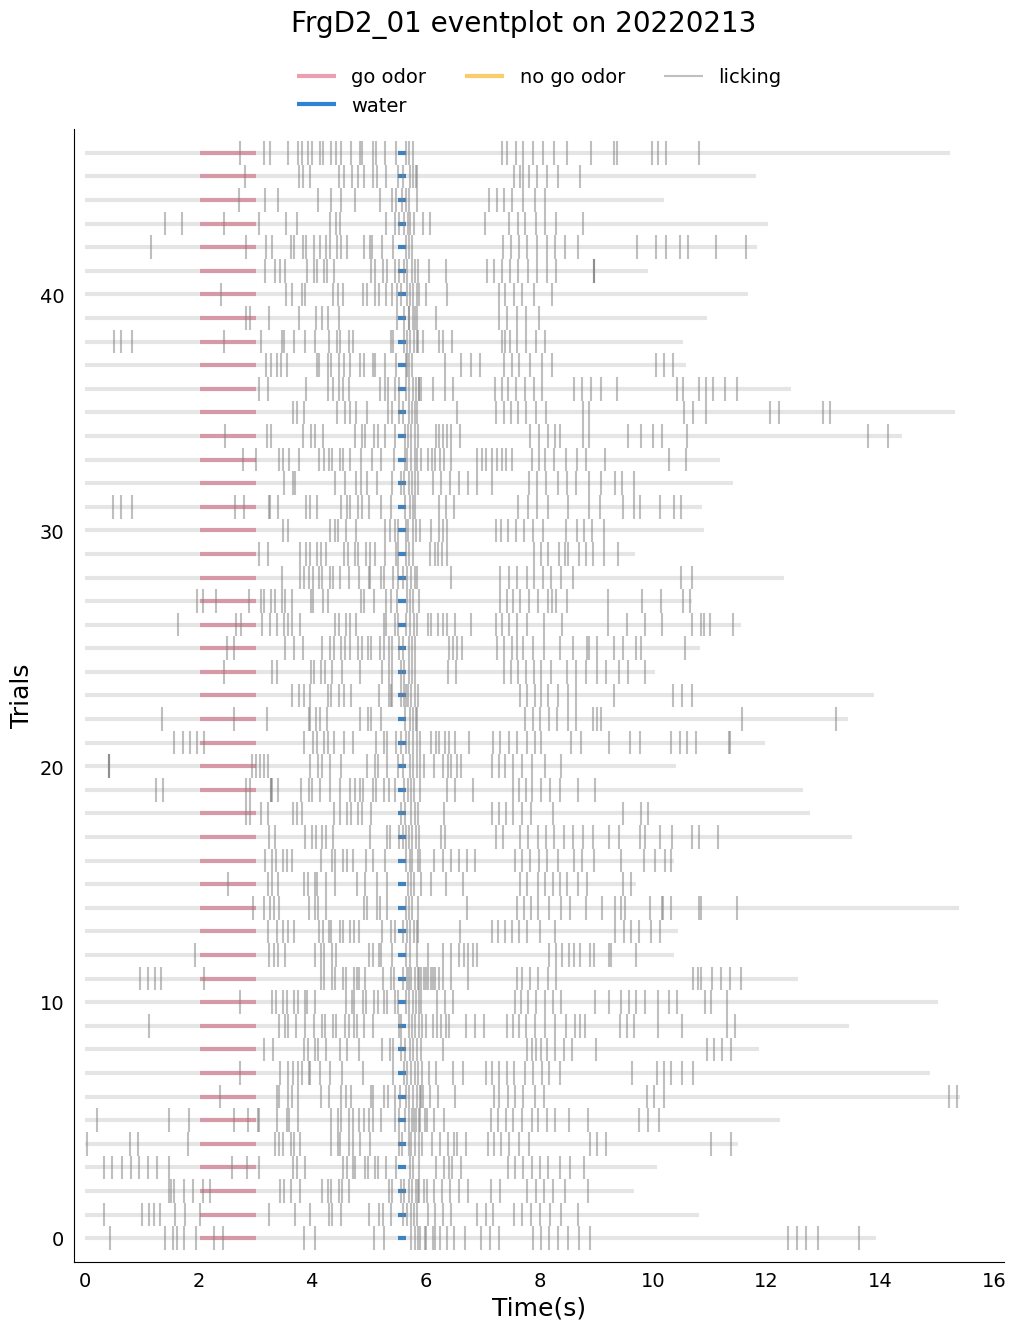 FrgD2_01 eventplot on 20220213
go odor
no go odor
licking
water
Trials
40
30
20
10
0
0 2 4 6 8 10 12 14 16
Time(s)